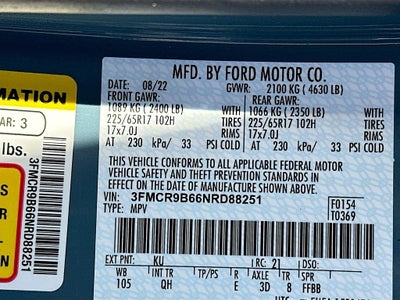 MFD. BY FORD MOTOR CO.
DATE: 08/22 GVWR: 2100 KG ( 4630 LB)
FRONT GAWR: REAR GAWR:
1089 KG ( 2400 LB) WITH 1066 KG ( 2350 LB) WITH
225/65R17 102H TIRES 225/65R17 102H TIRES
17x7.0J RIMS 17x7.0J RIMS
AT 230 kPa/ 33 PSI COLD AT 230 kPa/ 33 PSI COLD
THIS VEHICLE CONFORMS TO ALL APPLICABLE FEDERAL MOTOR
VEHICLE SAFETY AND THEFT PREVENTION STANDARDS IN
EFFECT ON THE DATE OF MANUFACTURE SHOWN ABOVE.
VIN: 3FMCR9B66NRD88251 F0154
TYPE: MPV T0369
EXT PNT: KU RC: 21 DSO:
WB INT TR TP/PS R AXLE TR SPR
105 QH E 3D 8 FFBB
MATION
AR: 3
lbs.
3FMCR9B66NRD88251